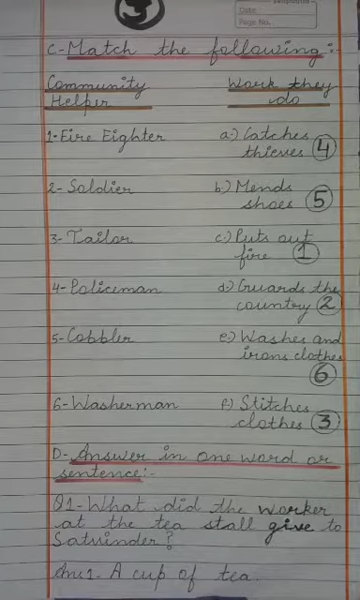 3
Date:
Page No.
C- Match the following :-
Community Helper
Work they do
1- Fire Eighter
a.) Catches thieves 4
2- Soldier
b.) Mends shoes 5
3- Tailor
c.) Puts out fire 1
4- Policeman
d.) Guards the country 2
5- Cobbler
e.) Washes and irons clothes 6
6- Washerman
f.) Stitches clothes 3
D- Answer in one word or
sentence:-
Q1- What did the worker
at the tea stall give to
Satvinder?
Ans1. A cup of tea.